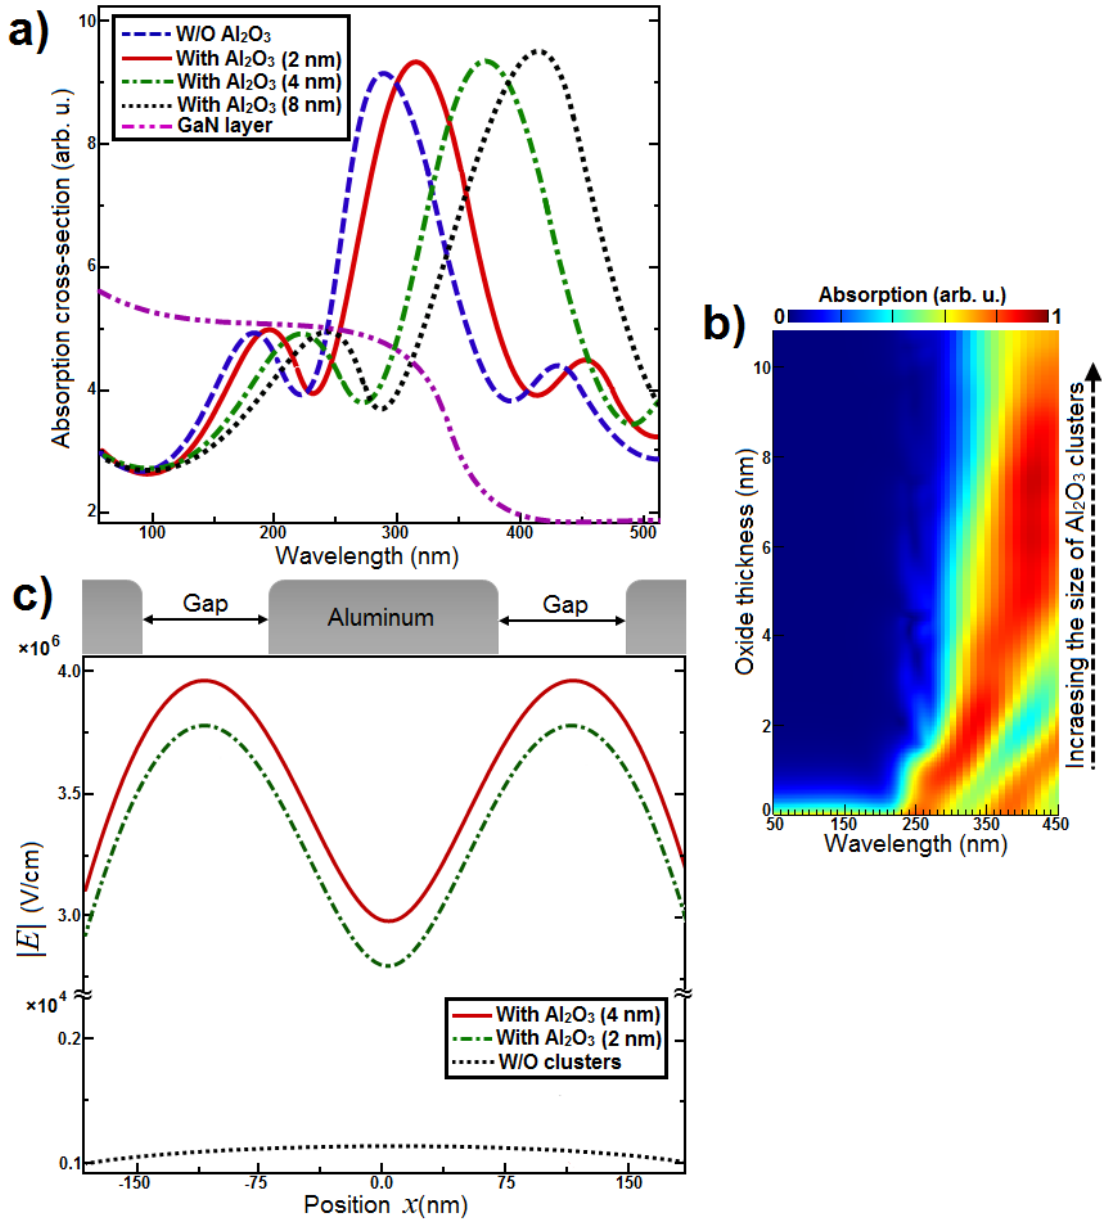 a)
10
8
6
4
2
Absorption cross-section (arb. u.)
W/O Al₂O₃
With Al₂O₃ (2 nm)
With Al₂O₃ (4 nm)
With Al₂O₃ (8 nm)
GaN layer
100 200 300 400 500
Wavelength (nm)
b)
Absorption (arb. u.)
0 1
10
8
6
4
2
0
Oxide thickness (nm)
50 150 250 350 450
Wavelength (nm)
Incraesing the size of Al₂O₃ clusters
c)
Gap Aluminum Gap
×10⁶
4.0
3.5
3.0
|E| (V/cm)
×10⁴
0.2
0.1
With Al₂O₃ (4 nm)
With Al₂O₃ (2 nm)
W/O clusters
-150 -75 0.0 75 150
Position x(nm)